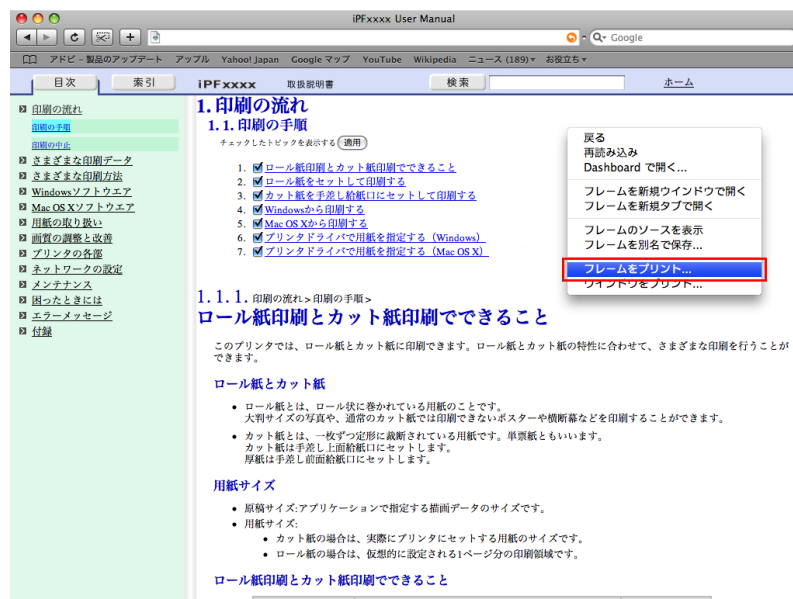 iPFxxxx User Manual
Google
アドビ - 製品のアップデート アップル Yahoo! Japan Google マップ YouTube Wikipedia ニュース (189)▾ お役立ち▾
目次 索引 iPFxxxx 取扱説明書 検索 ホーム
印刷の流れ
印刷の手順
印刷の中止
さまざまな印刷データ
さまざまな印刷方法
Windowsソフトウエア
Mac OS Xソフトウエア
用紙の取り扱い
画質の調整と改善
プリンタの各部
ネットワークの設定
メンテナンス
困ったときには
エラーメッセージ
付録
1. 印刷の流れ
1. 1. 印刷の手順
チェックしたトピックを表示する 適用
1. ロール紙印刷とカット紙印刷でできること
2. ロール紙をセットして印刷する
3. カット紙を手差し給紙口にセットして印刷する
4. Windowsから印刷する
5. Mac OS Xから印刷する
6. プリンタドライバで用紙を指定する（Windows）
7. プリンタドライバで用紙を指定する（Mac OS X）
戻る
再読み込み
Dashboard で開く...
フレームを新規ウインドウで開く
フレームを新規タブで開く
フレームのソースを表示
フレームを別名で保存...
フレームをプリント...
ウインドウをプリント...
1. 1. 1. 印刷の流れ > 印刷の手順 >
ロール紙印刷とカット紙印刷でできること
このプリンタでは、ロール紙とカット紙に印刷できます。ロール紙とカット紙の特性に合わせて、さまざまな印刷を行うことが
できます。
ロール紙とカット紙
• ロール紙とは、ロール状に巻かれている用紙のことです。
大判サイズの写真や、通常のカット紙では印刷できないポスターや横断幕などを印刷することができます。
• カット紙とは、一枚ずつ定形に裁断されている用紙です。単票紙ともいいます。
カット紙は手差し上面給紙口にセットします。
厚紙は手差し前面給紙口にセットします。
用紙サイズ
• 原稿サイズ:アプリケーションで指定する描画データのサイズです。
• 用紙サイズ:
• カット紙の場合は、実際にプリンタにセットする用紙のサイズです。
• ロール紙の場合は、仮想的に設定される1ページ分の印刷領域です。
ロール紙印刷とカット紙印刷でできること